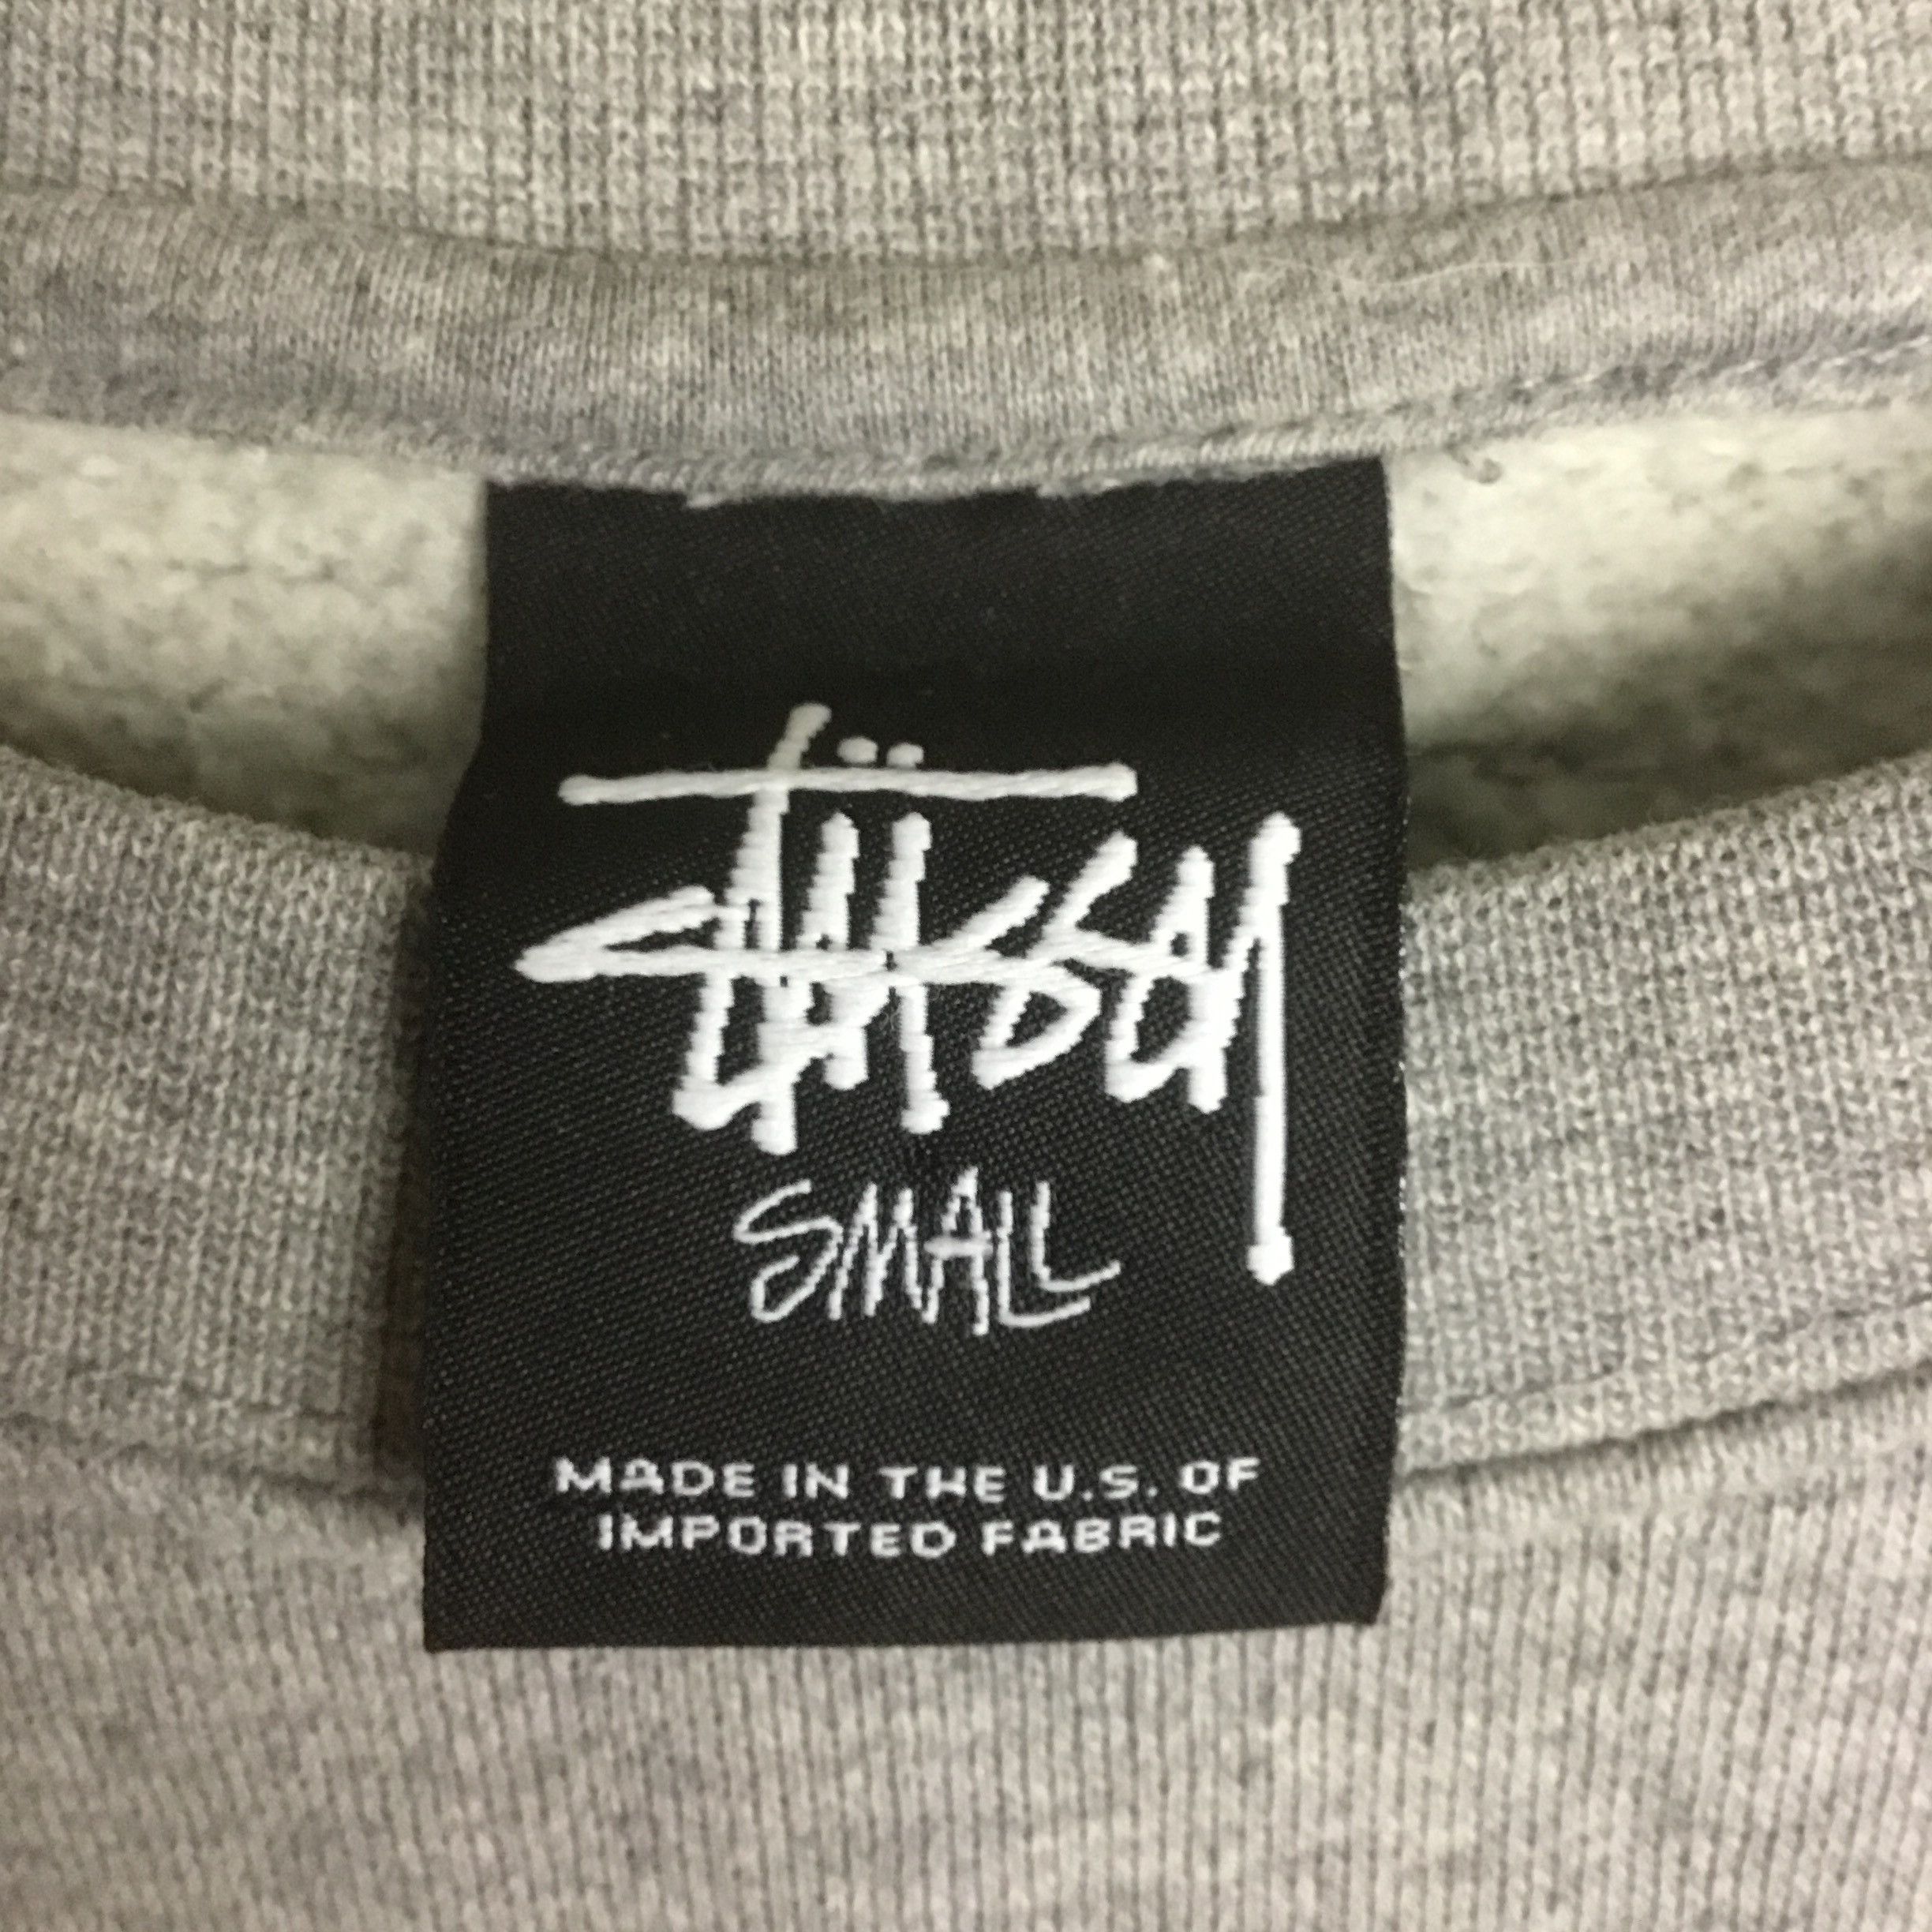 Stüssy
SMALL
MADE IN THE U.S. OF
IMPORTED FABRIC